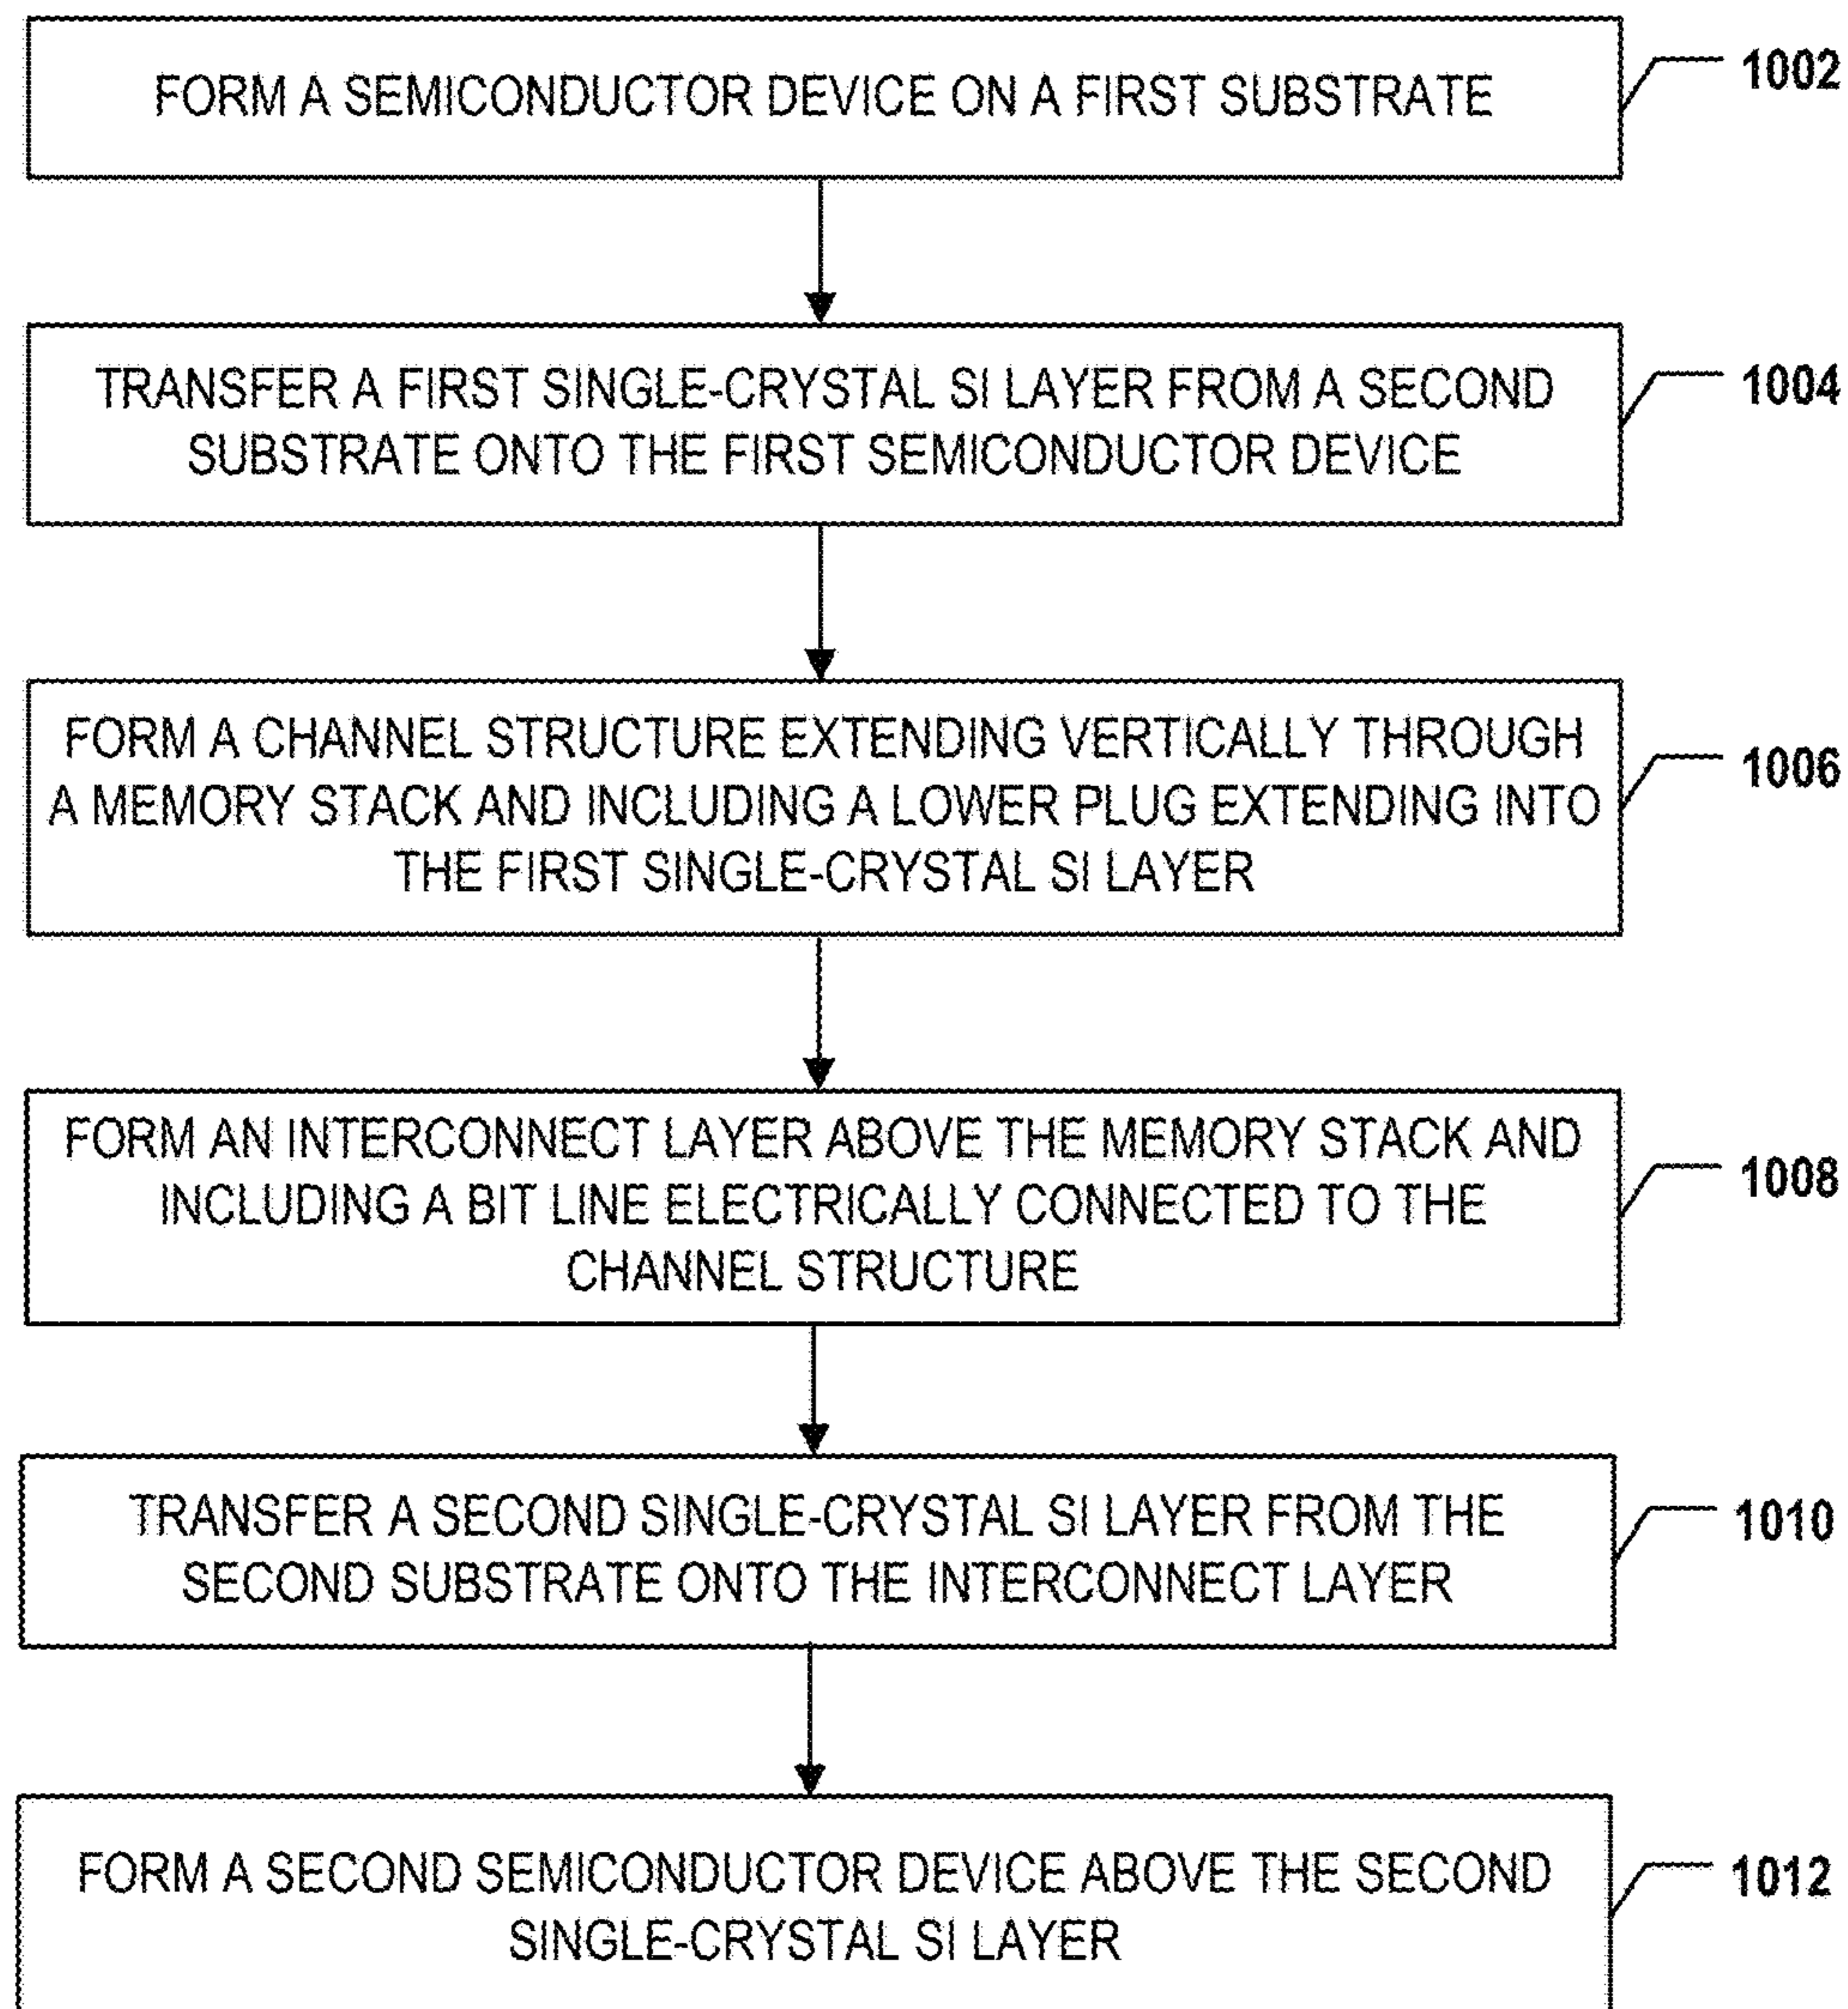 FORM A SEMICONDUCTOR DEVICE ON A FIRST SUBSTRATE
1002
TRANSFER A FIRST SINGLE-CRYSTAL SI LAYER FROM A SECOND
SUBSTRATE ONTO THE FIRST SEMICONDUCTOR DEVICE
1004
FORM A CHANNEL STRUCTURE EXTENDING VERTICALLY THROUGH
A MEMORY STACK AND INCLUDING A LOWER PLUG EXTENDING INTO
THE FIRST SINGLE-CRYSTAL SI LAYER
1006
FORM AN INTERCONNECT LAYER ABOVE THE MEMORY STACK AND
INCLUDING A BIT LINE ELECTRICALLY CONNECTED TO THE
CHANNEL STRUCTURE
1008
TRANSFER A SECOND SINGLE-CRYSTAL SI LAYER FROM THE
SECOND SUBSTRATE ONTO THE INTERCONNECT LAYER
1010
FORM A SECOND SEMICONDUCTOR DEVICE ABOVE THE SECOND
SINGLE-CRYSTAL SI LAYER
1012